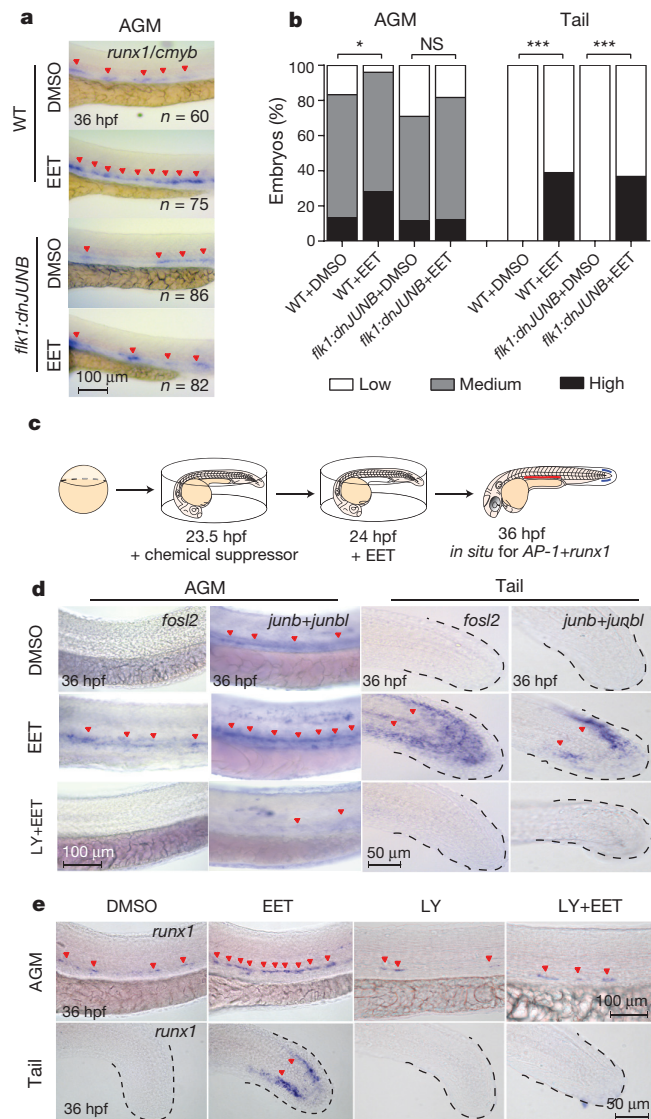 a
AGM
runx1/cmyb
WT
DMSO
36 hpf
n = 60
EET
n = 75
flk1:dnJUNB
DMSO
n = 86
EET
100 μm
n = 82
b
AGM
Tail
*
NS
***
***
Embryos (%)
100
80
60
40
20
0
WT+DMSO
WT+EET
flk1:dnJUNB+DMSO
flk1:dnJUNB+EET
WT+DMSO
WT+EET
flk1:dnJUNB+DMSO
flk1:dnJUNB+EET
Low
Medium
High
c
23.5 hpf
+ chemical suppressor
24 hpf
+ EET
36 hpf
in situ for AP-1+runx1
d
AGM
Tail
DMSO
fosl2
36 hpf
junb+junbl
36 hpf
fosl2
36 hpf
junb+junbl
36 hpf
EET
LY+EET
100 μm
50 μm
e
DMSO
EET
LY
LY+EET
AGM
runx1
36 hpf
100 μm
Tail
runx1
36 hpf
50 μm